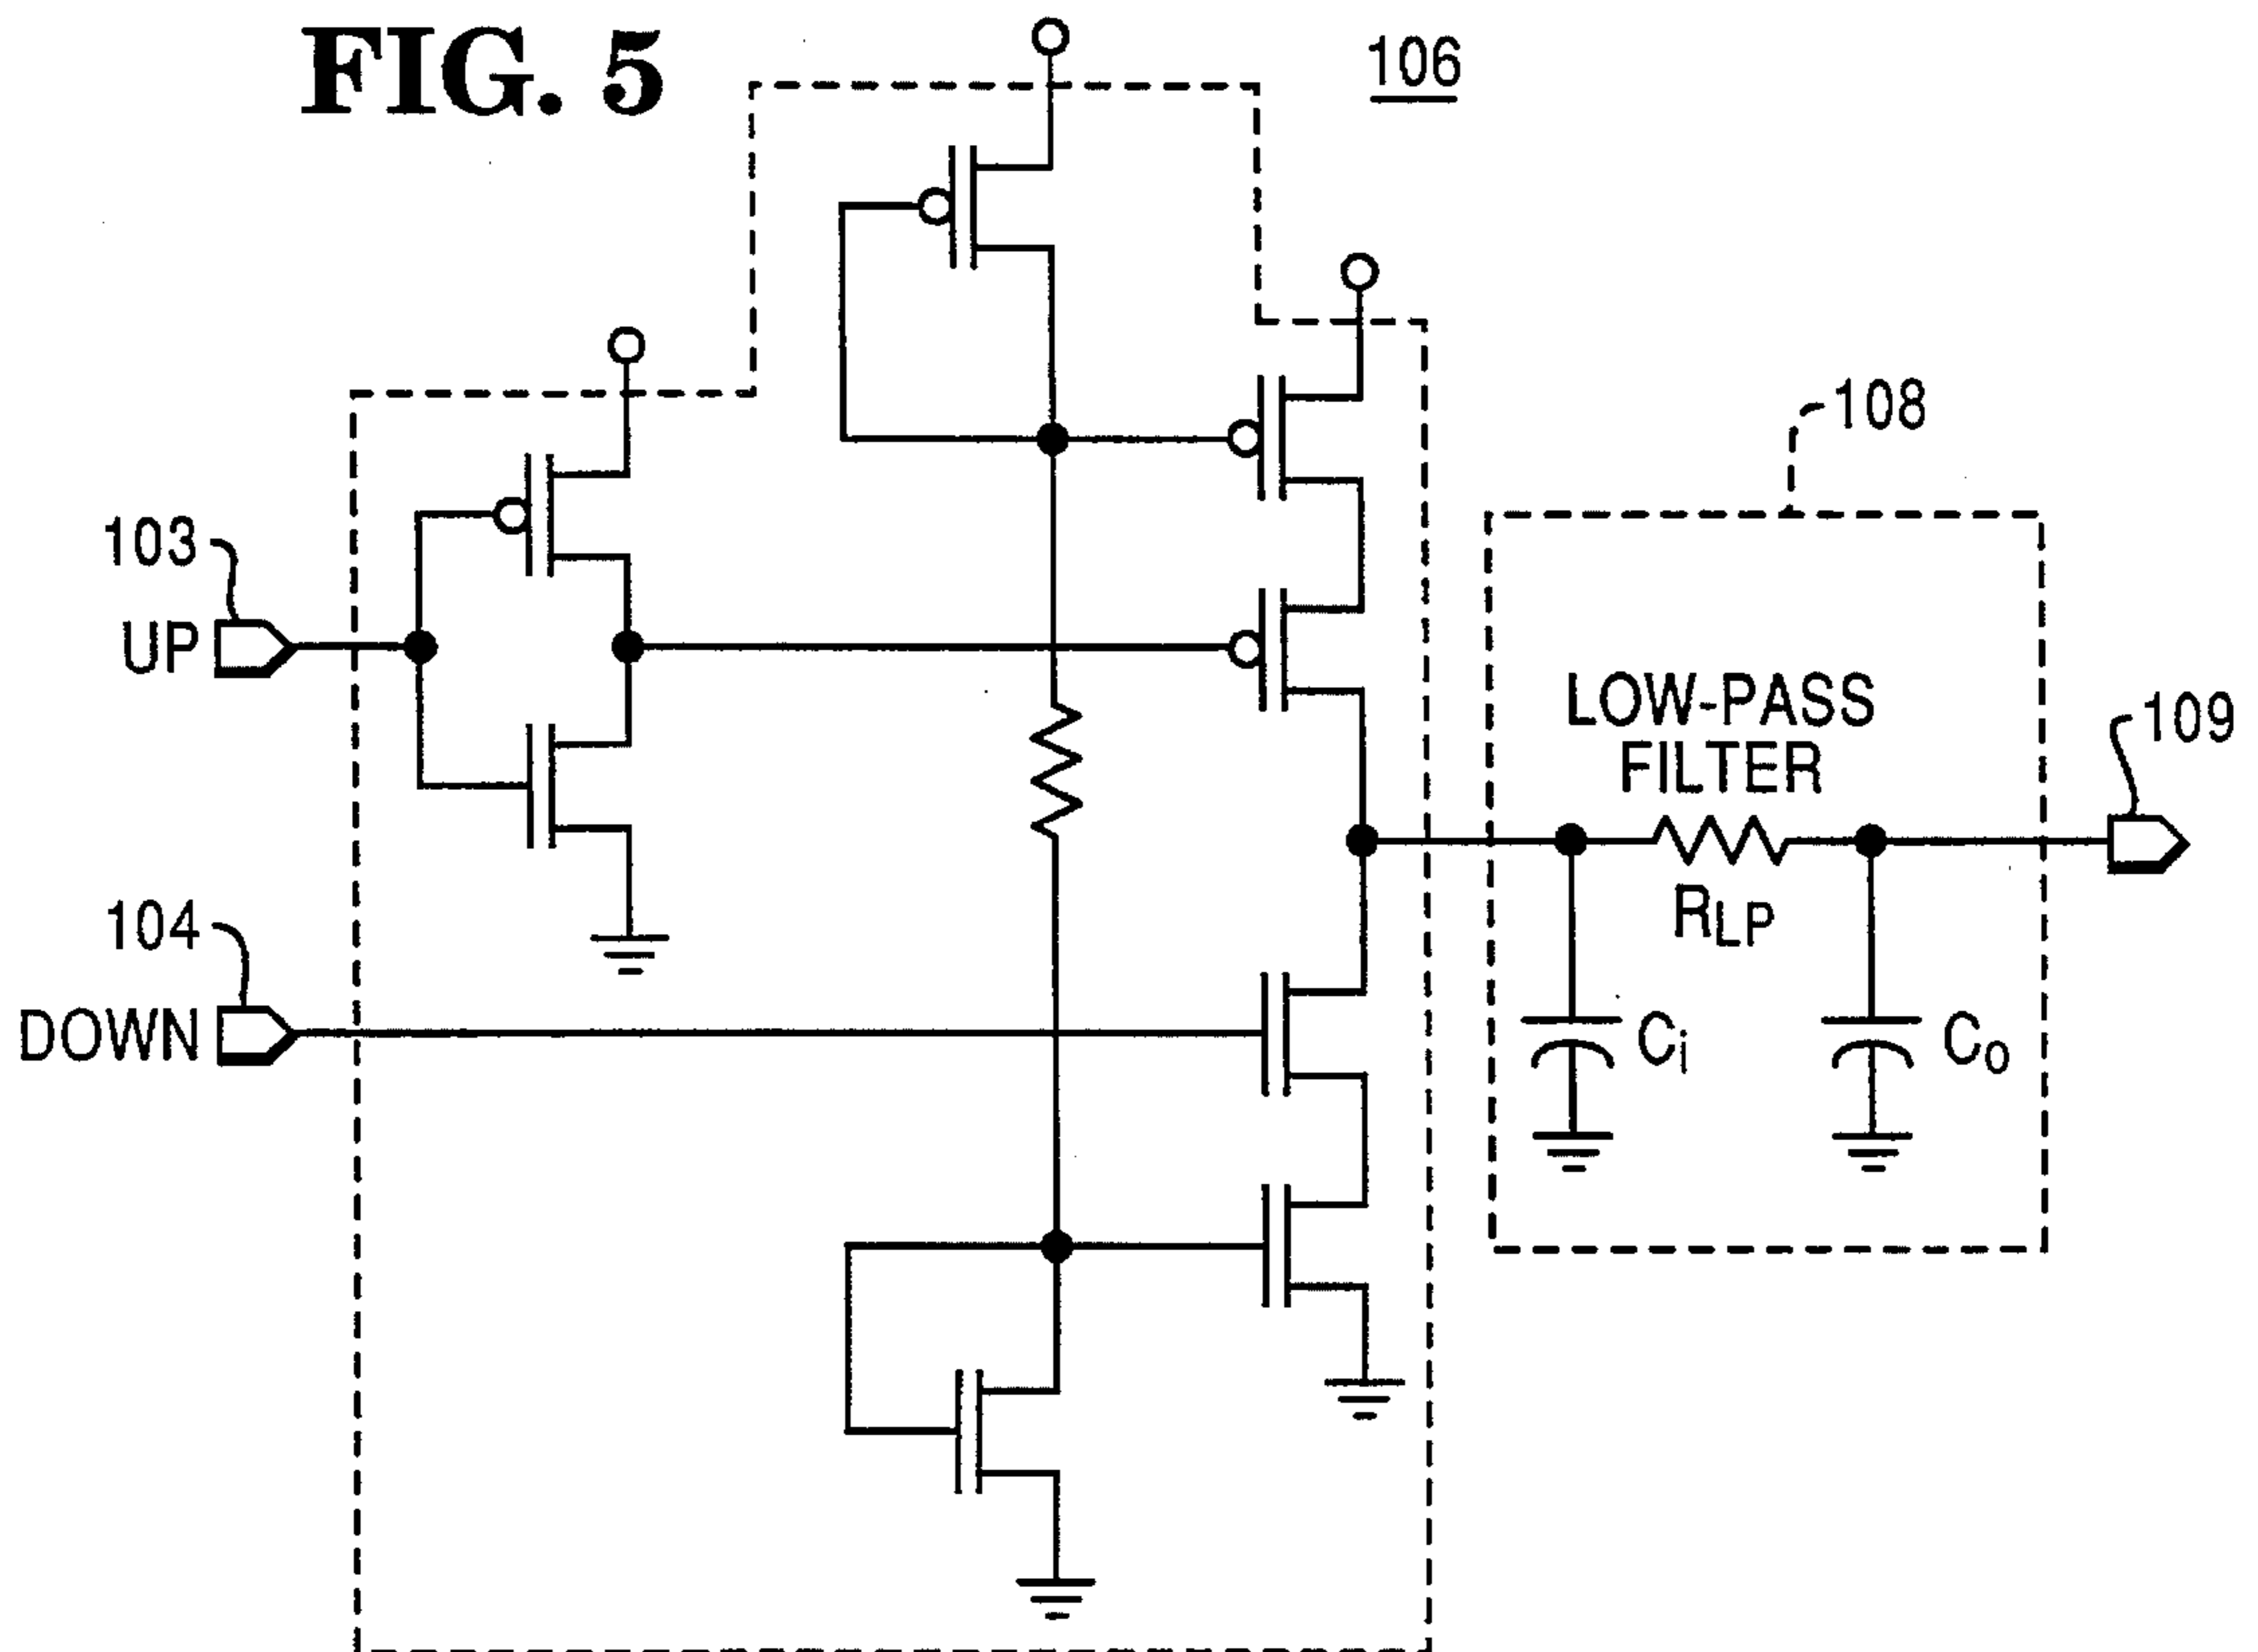 FIG. 5
106
108
103
UP
LOW-PASS
FILTER
109
RLP
104
DOWN
Ci
Co